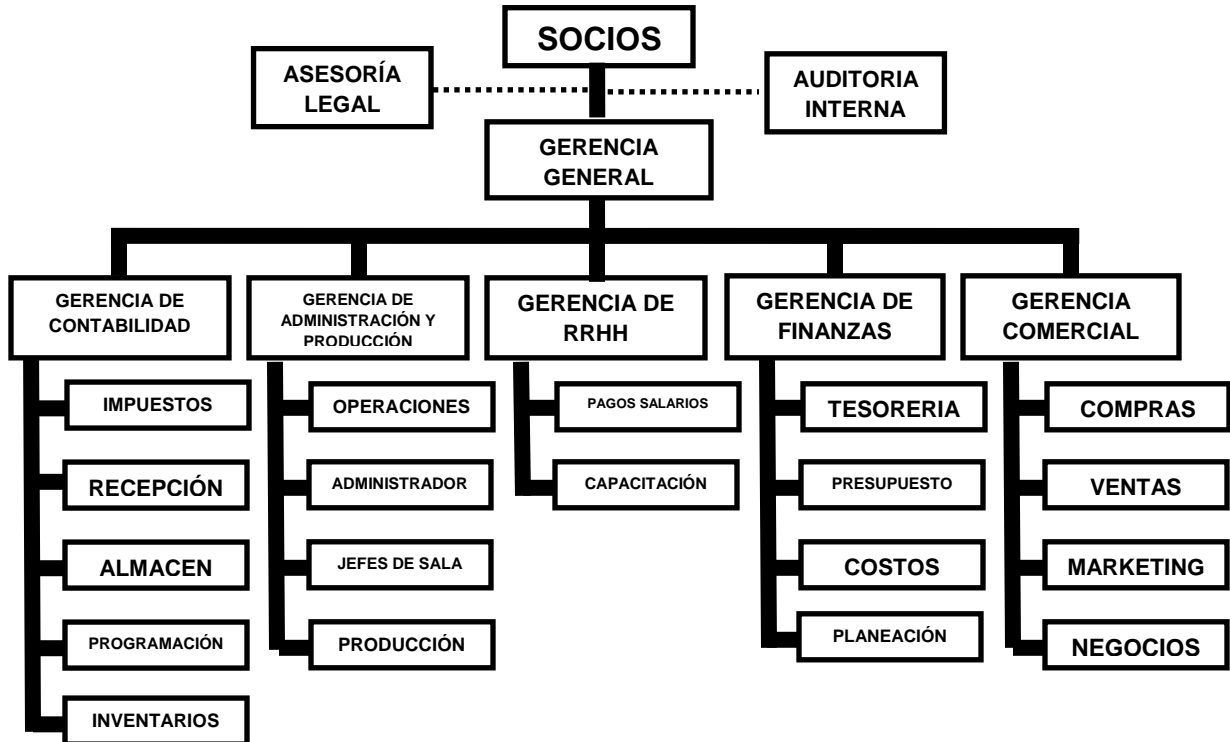 SOCIOS
ASESORÍA
LEGAL
AUDITORIA
INTERNA
GERENCIA
GENERAL
GERENCIA DE
CONTABILIDAD
GERENCIA DE
ADMINISTRACIÓN Y
PRODUCCIÓN
GERENCIA DE
RRHH
GERENCIA DE
FINANZAS
GERENCIA
COMERCIAL
IMPUESTOS
RECEPCIÓN
ALMACEN
PROGRAMACIÓN
INVENTARIOS
OPERACIONES
ADMINISTRADOR
JEFES DE SALA
PRODUCCIÓN
PAGOS SALARIOS
CAPACITACIÓN
TESORERIA
PRESUPUESTO
COSTOS
PLANEACIÓN
COMPRAS
VENTAS
MARKETING
NEGOCIOS